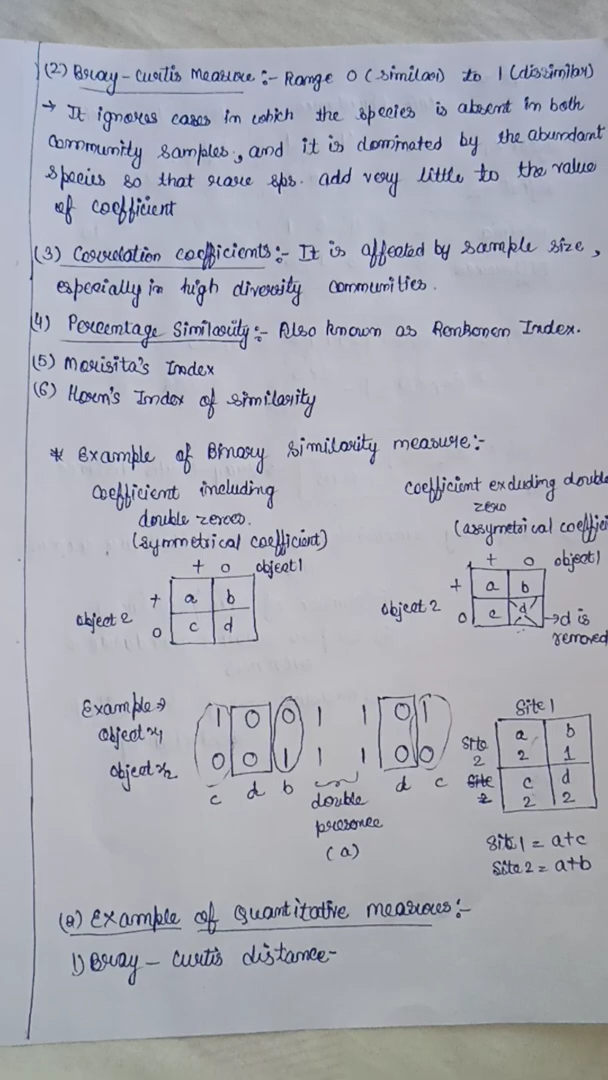 (2) Bray-Curtis Measure :- Range 0 (similar) to 1 (dissimilar)
→ It ignores cases in which the species is absent in both
community samples, and it is dominated by the abundant
species so that rare sps. add very little to the value
of coefficient
(3) Correlation coefficients:- It is affected by sample size,
especially in high diversity communities.
(4) Percentage Similarity :- Also known as Renkonen Index.
(5) Morisita's Index
(6) Horn's Index of similarity
* Example of Binary similarity measure:-
coefficient including
double zeroes.
(symmetrical coefficient)
+ 0 object 1
object 2 + a b
0 c d
coefficient excluding double
zero
(assymetrical coeffici
+ 0 object 1
object 2 + a b
0 c d → d is
removed
Example →
object x1 1 0 0 1 1 0 1
object x2 0 0 1 1 1 0 0
c d b double d c
presence
(a)
Site 1
Site 2 a 2 b 1
Site 2 c 2 d 2
Site 1 = a+c
Site 2 = a+b
(a) Example of Quantitative measures:-
1) Bray - Curtis distance-